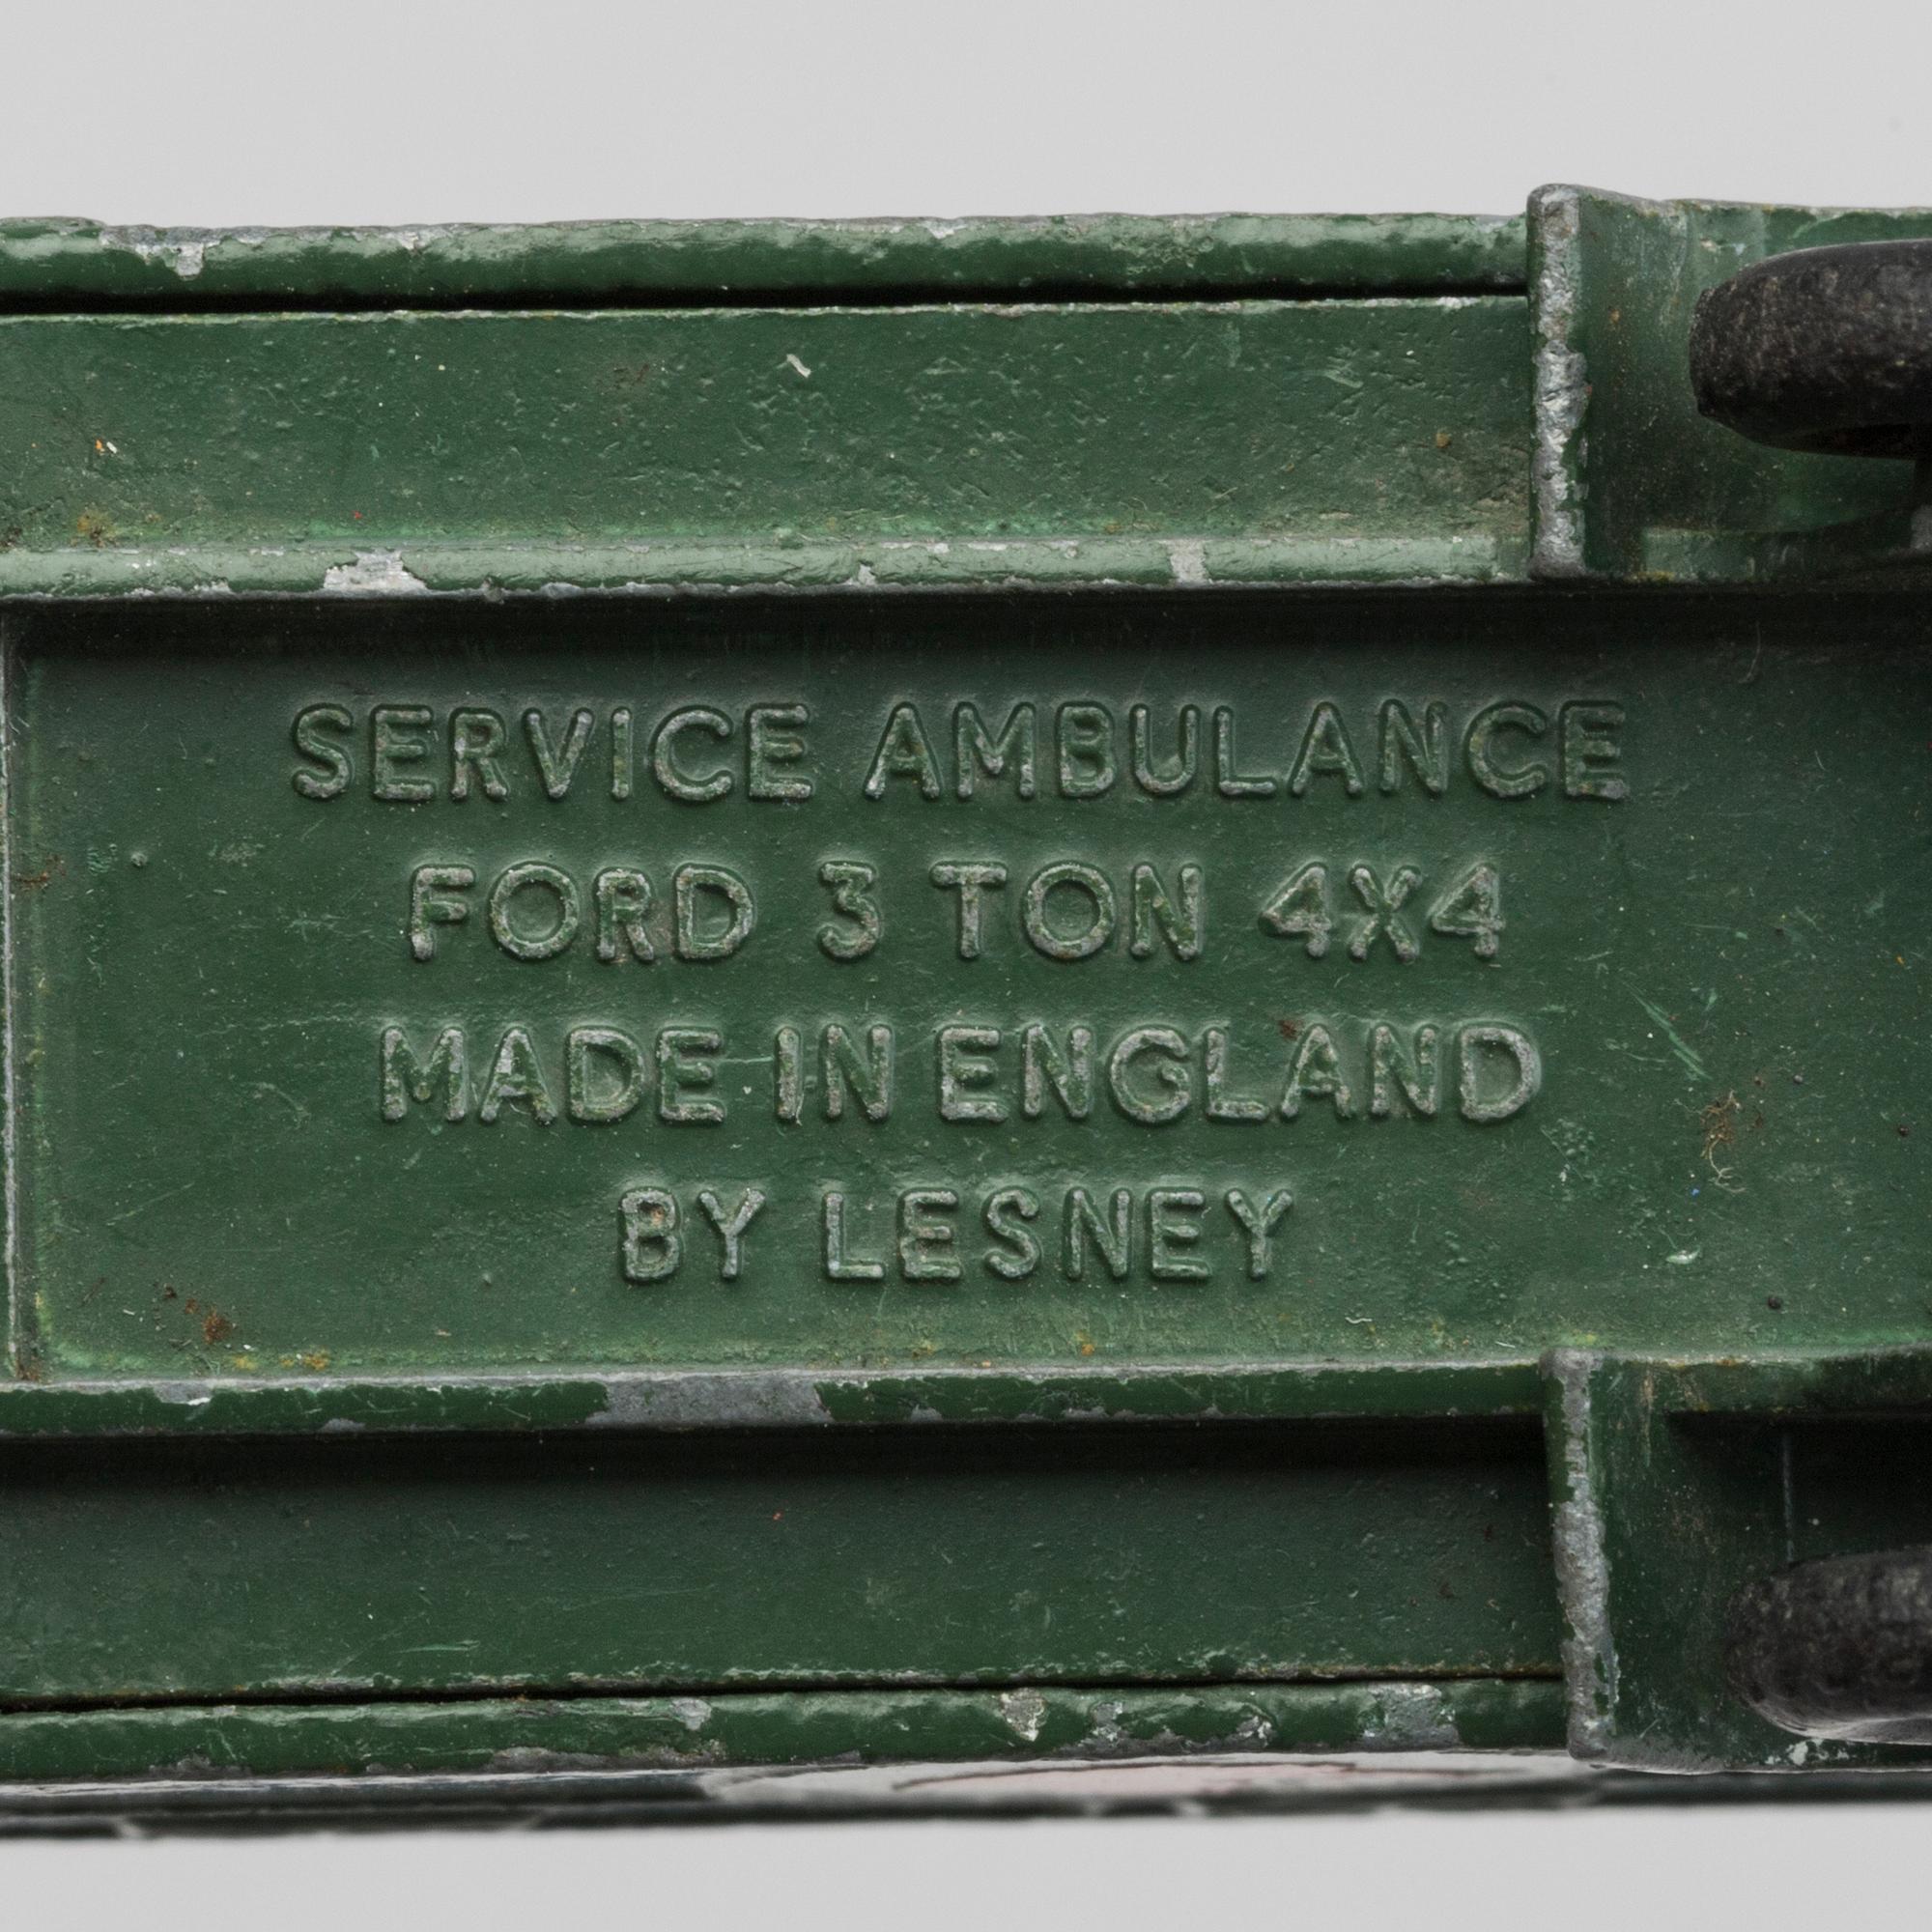 SERVICE AMBULANCE
FORD 3 TON 4X4
MADE IN ENGLAND
BY LESNEY